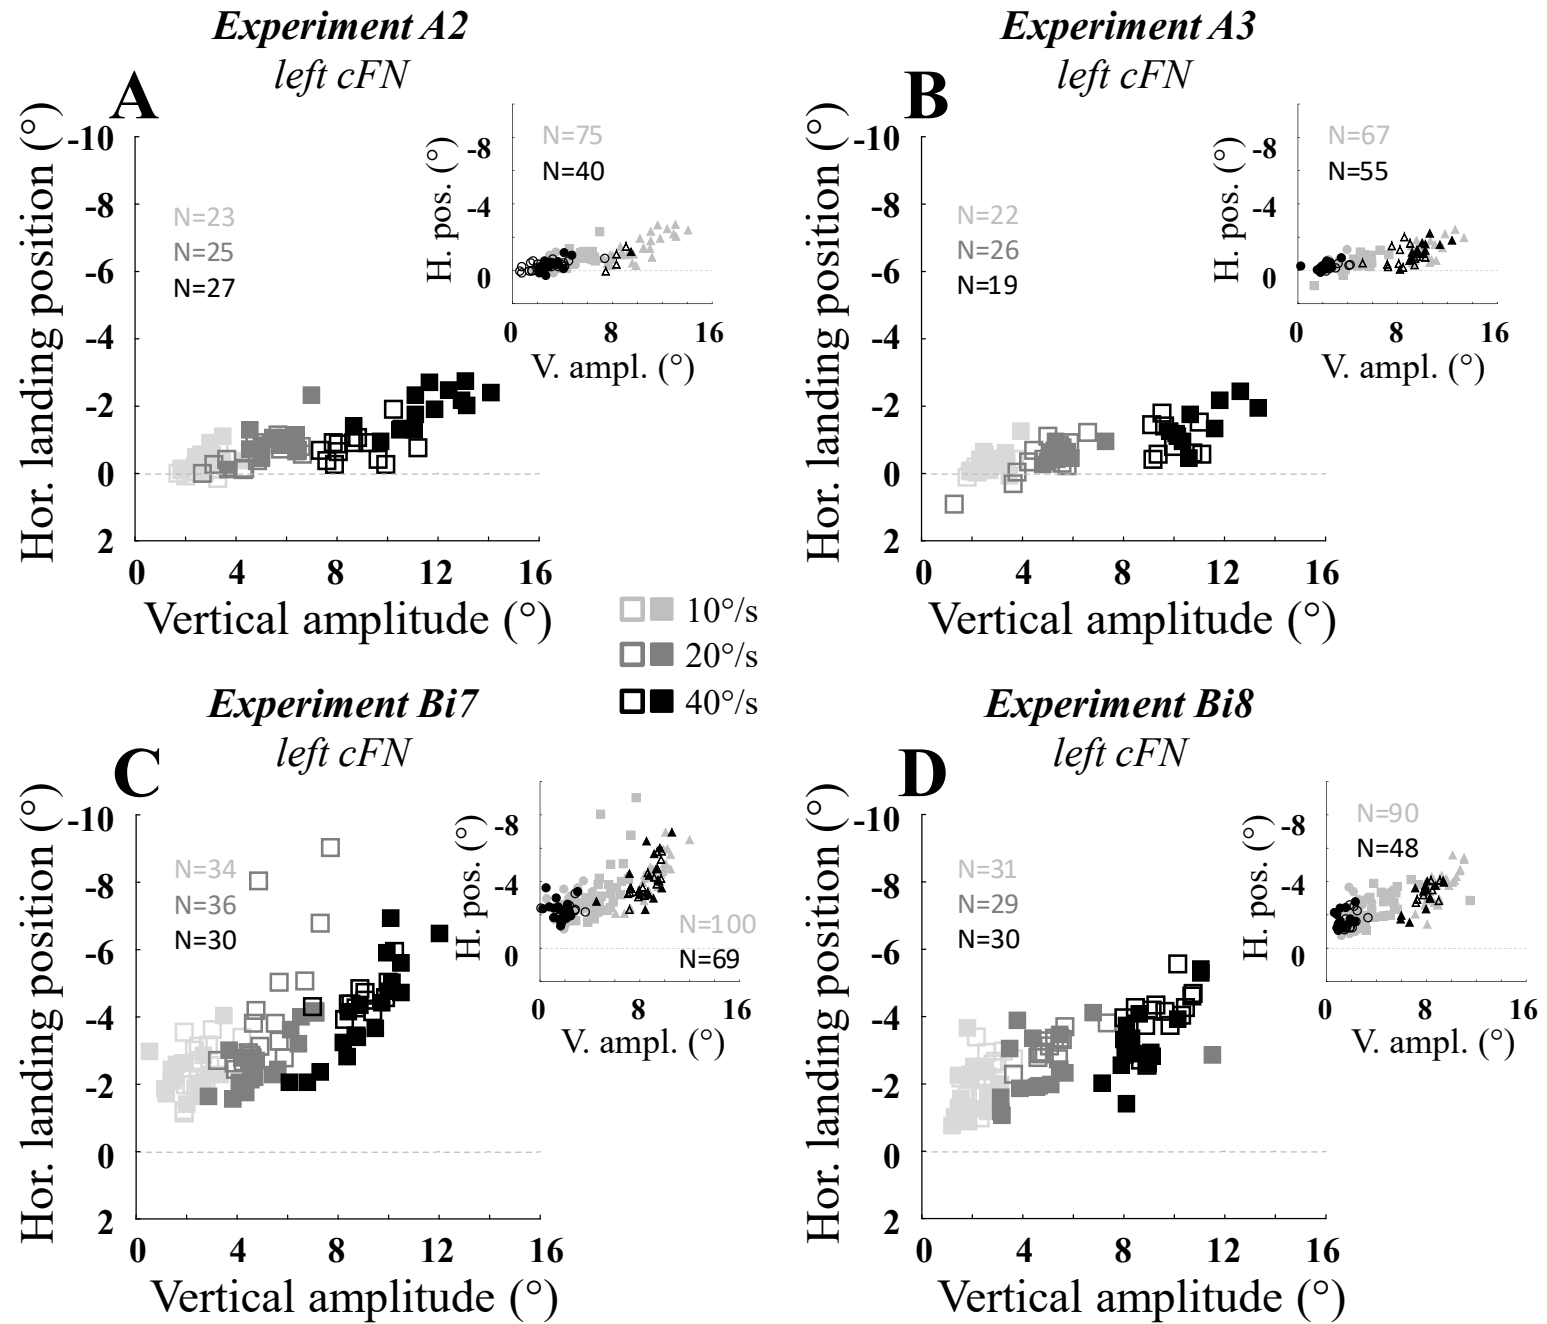 Experiment A2
left cFN
A
Hor. landing position (°)
-10
-8
-6
-4
-2
0
2
N=23
N=25
N=27
0
4
8
12
16
Vertical amplitude (°)
H. pos. (°)
-8
-4
0
N=75
N=40
0
8
16
V. ampl. (°)
Experiment A3
left cFN
B
Hor. landing position (°)
-10
-8
-6
-4
-2
0
2
N=22
N=26
N=19
0
4
8
12
16
Vertical amplitude (°)
H. pos. (°)
-8
-4
0
N=67
N=55
0
8
16
V. ampl. (°)
10°/s
20°/s
40°/s
Experiment Bi7
left cFN
C
Hor. landing position (°)
-10
-8
-6
-4
-2
0
2
N=34
N=36
N=30
0
4
8
12
16
Vertical amplitude (°)
H. pos. (°)
-8
-4
0
N=100
N=69
0
8
16
V. ampl. (°)
Experiment Bi8
left cFN
D
Hor. landing position (°)
-10
-8
-6
-4
-2
0
2
N=31
N=29
N=30
0
4
8
12
16
Vertical amplitude (°)
H. pos. (°)
-8
-4
0
N=90
N=48
0
8
16
V. ampl. (°)